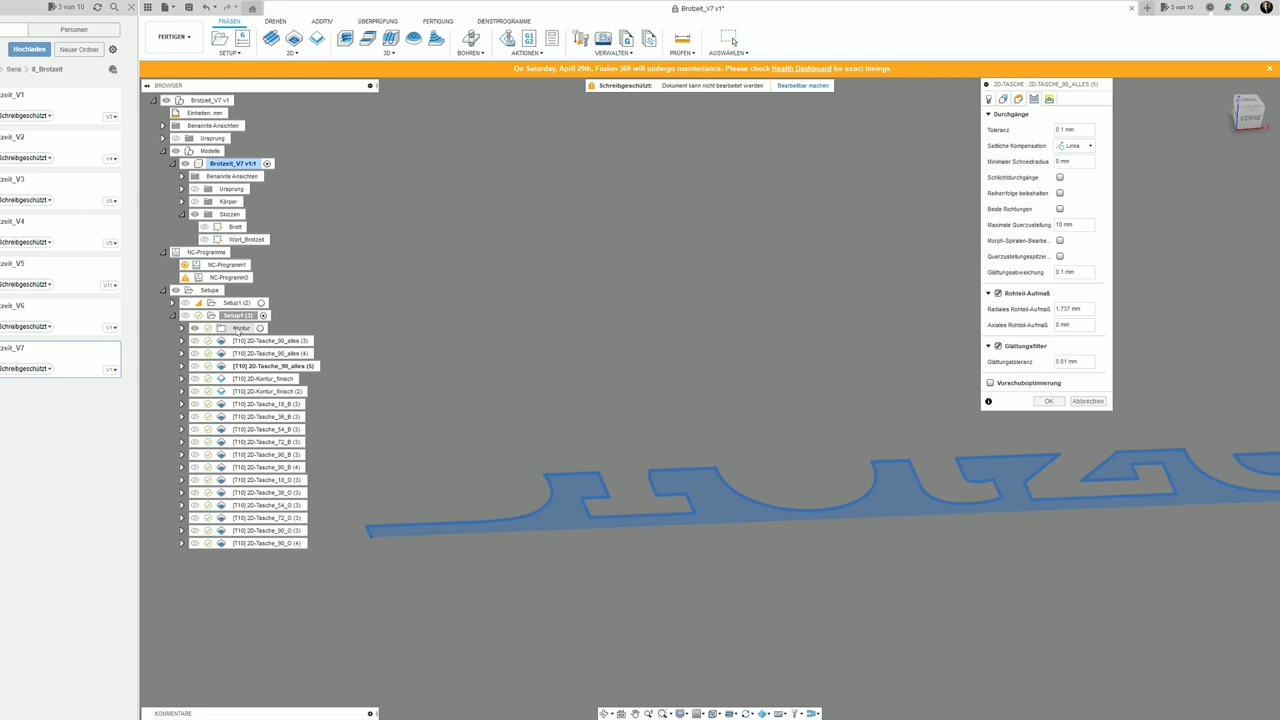 3 von 10
Personen
Hochladen
Neuer Ordner
Serie
8_Brotzeit
zeit_V1
Schreibgeschützt
V3
zeit_V2
Schreibgeschützt
V4
zeit_V3
Schreibgeschützt
zeit_V4
Schreibgeschützt
zeit_V5
Schreibgeschützt
V11
zeit_V6
Schreibgeschützt
zeit_V7
Schreibgeschützt
V1
Brotzeit_V7 v1*
3 von 10
FRÄSEN
DREHEN
ADDITIV
ÜBERPRÜFUNG
FERTIGUNG
DIENSTPROGRAMME
FERTIGEN
G1
G2
SETUP
2D
3D
BOHREN
AKTIONEN
VERWALTEN
PRÜFEN
AUSWÄHLEN
On Saturday, April 29th, Fusion 360 will undergo maintenance. Please check Health Dashboard for exact timings.
BROWSER
Schreibgeschützt:
Dokument kann nicht bearbeitet werden
Bearbeitbar machen
Brotzeit_V7 v1
Einheiten: mm
Benannte Ansichten
Ursprung
Modelle
Brotzeit_V7 v1:1
Benannte Ansichten
Ursprung
Körper
Skizzen
Brett
Wort_Brotzeit
NC-Programme
NC-Programm1
NC-Programm3
Setups
Setup1 (2)
Setup1 (3)
Kontur
[T10] 2D-Tasche_90_alles (3)
[T10] 2D-Tasche_90_alles (4)
[T10] 2D-Tasche_90_alles (5)
[T10] 2D-Kontur_finisch
[T10] 2D-Kontur_finisch (2)
[T10] 2D-Tasche_18_B (3)
[T10] 2D-Tasche_36_B (3)
[T10] 2D-Tasche_54_B (3)
[T10] 2D-Tasche_72_B (3)
[T10] 2D-Tasche_90_B (3)
[T10] 2D-Tasche_90_B (4)
[T10] 2D-Tasche_18_O (3)
[T10] 2D-Tasche_36_O (3)
[T10] 2D-Tasche_54_O (3)
[T10] 2D-Tasche_72_O (3)
[T10] 2D-Tasche_90_O (3)
[T10] 2D-Tasche_90_O (4)
KOMMENTARE
2D-TASCHE : 2D-TASCHE_90_ALLES (5)
Durchgänge
Toleranz
0.1 mm
Seitliche Kompensation
Links
Minimaler Schneidradius
0 mm
Schlichtdurchgänge
Reihenfolge beibehalten
Beide Richtungen
Maximale Querzustellung
10 mm
Morph-Spiralen-Bearbe...
Querzustellungsspitzer...
Glättungsabweichung
0.1 mm
Rohteil-Aufmaß
Radiales Rohteil-Aufmaß
1.737 mm
Axiales Rohteil-Aufmaß
0 mm
Glättungsfilter
Glättungstoleranz
0.01 mm
Vorschuboptimierung
OK
Abbrechen
Z
VORNE
X